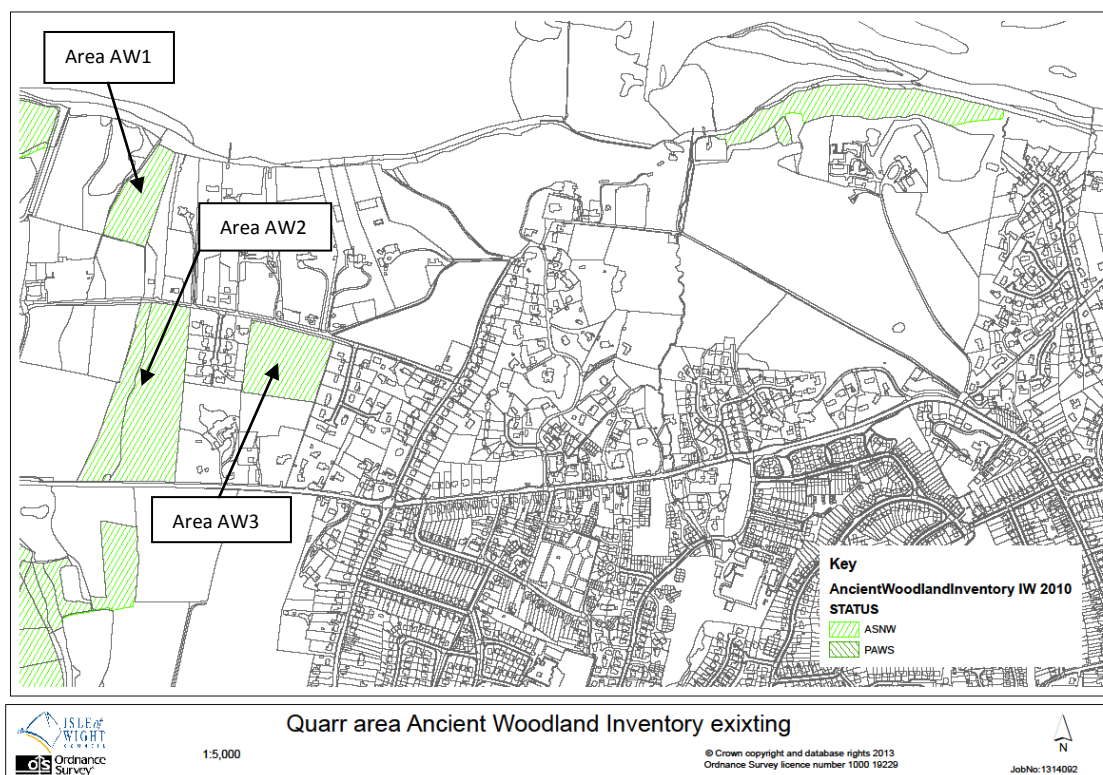 Area AW1
Area AW2
Area AW3
Key
AncientWoodlandInventory IW 2010
STATUS
ASNW
PAWS
ISLE of
WIGHT
COUNCIL
OS Ordnance
Survey
1:5,000
Quarr area Ancient Woodland Inventory exixting
© Crown copyright and database rights 2013
Ordnance Survey licence number 1000 19229
N
JobNo: 1314092